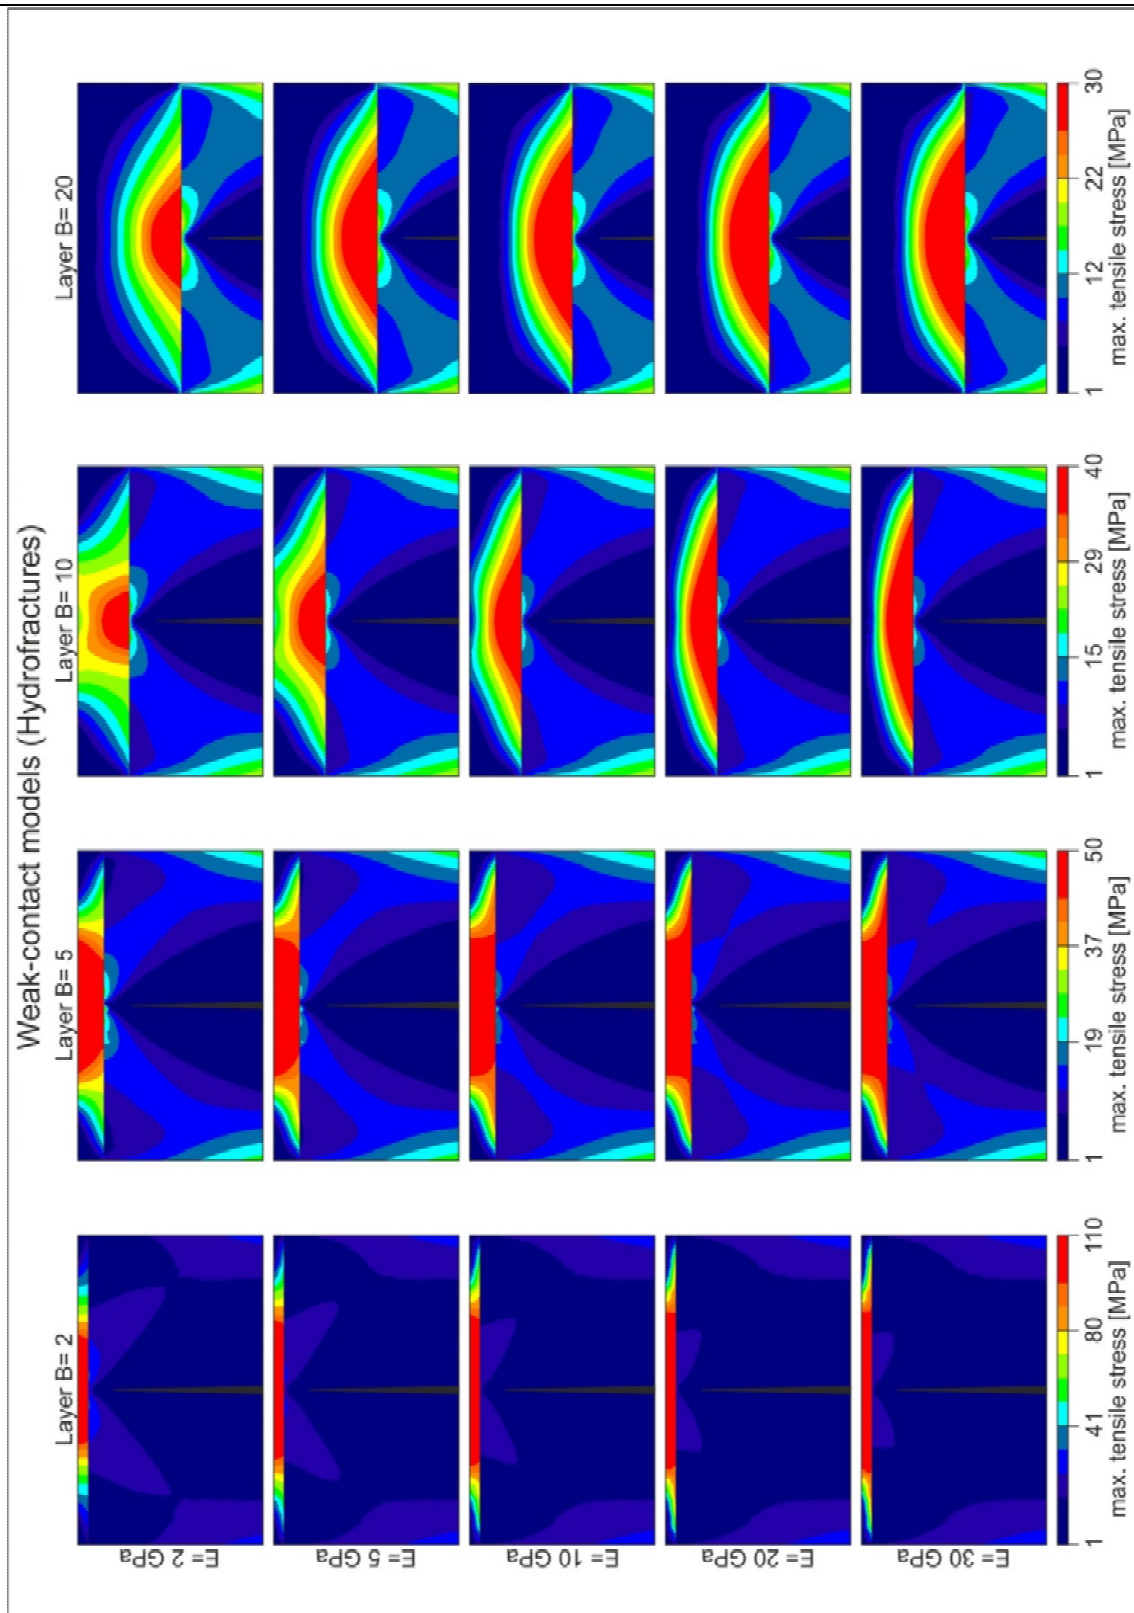 Weak-contact models (Hydrofractures)
Layer B= 2 Layer B= 5 Layer B= 10 Layer B= 20
E= 2 GPa
E= 5 GPa
E= 10 GPa
E= 20 GPa
E= 30 GPa
1 41 80 110 1 19 37 50 1 15 29 40 1 12 22 30
max. tensile stress [MPa] max. tensile stress [MPa] max. tensile stress [MPa] max. tensile stress [MPa]